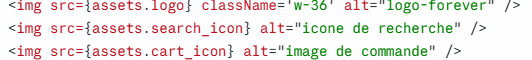 <img src={assets.logo} className='w-36' alt="logo-forever" />
<img src={assets.search_icon} alt="icone de recherche" />
<img src={assets.cart_icon} alt="image de commande" />